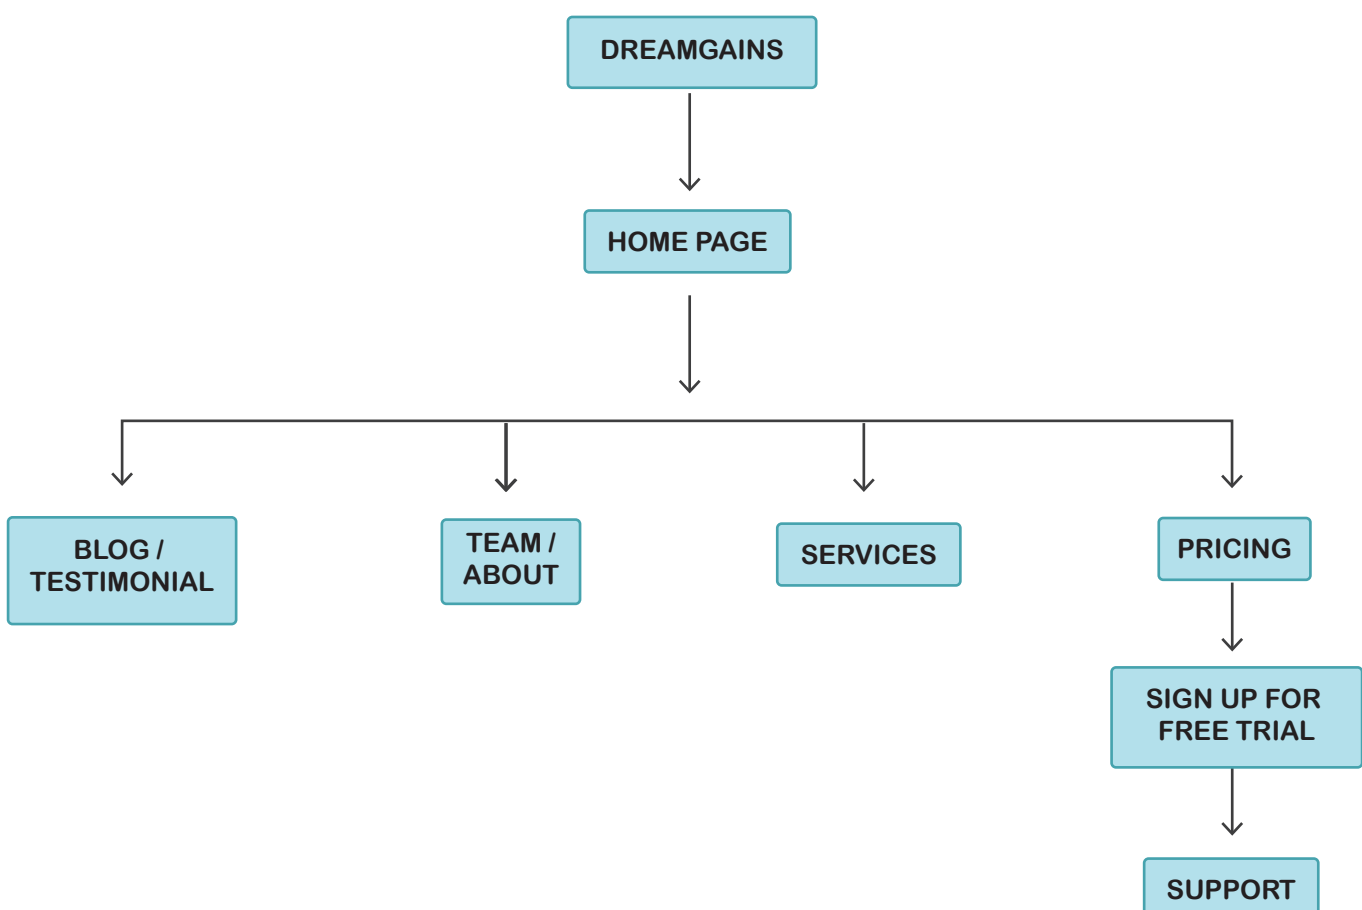 DREAMGAINS
HOME PAGE
BLOG /
TESTIMONIAL
TEAM /
ABOUT
SERVICES
PRICING
SIGN UP FOR
FREE TRIAL
SUPPORT